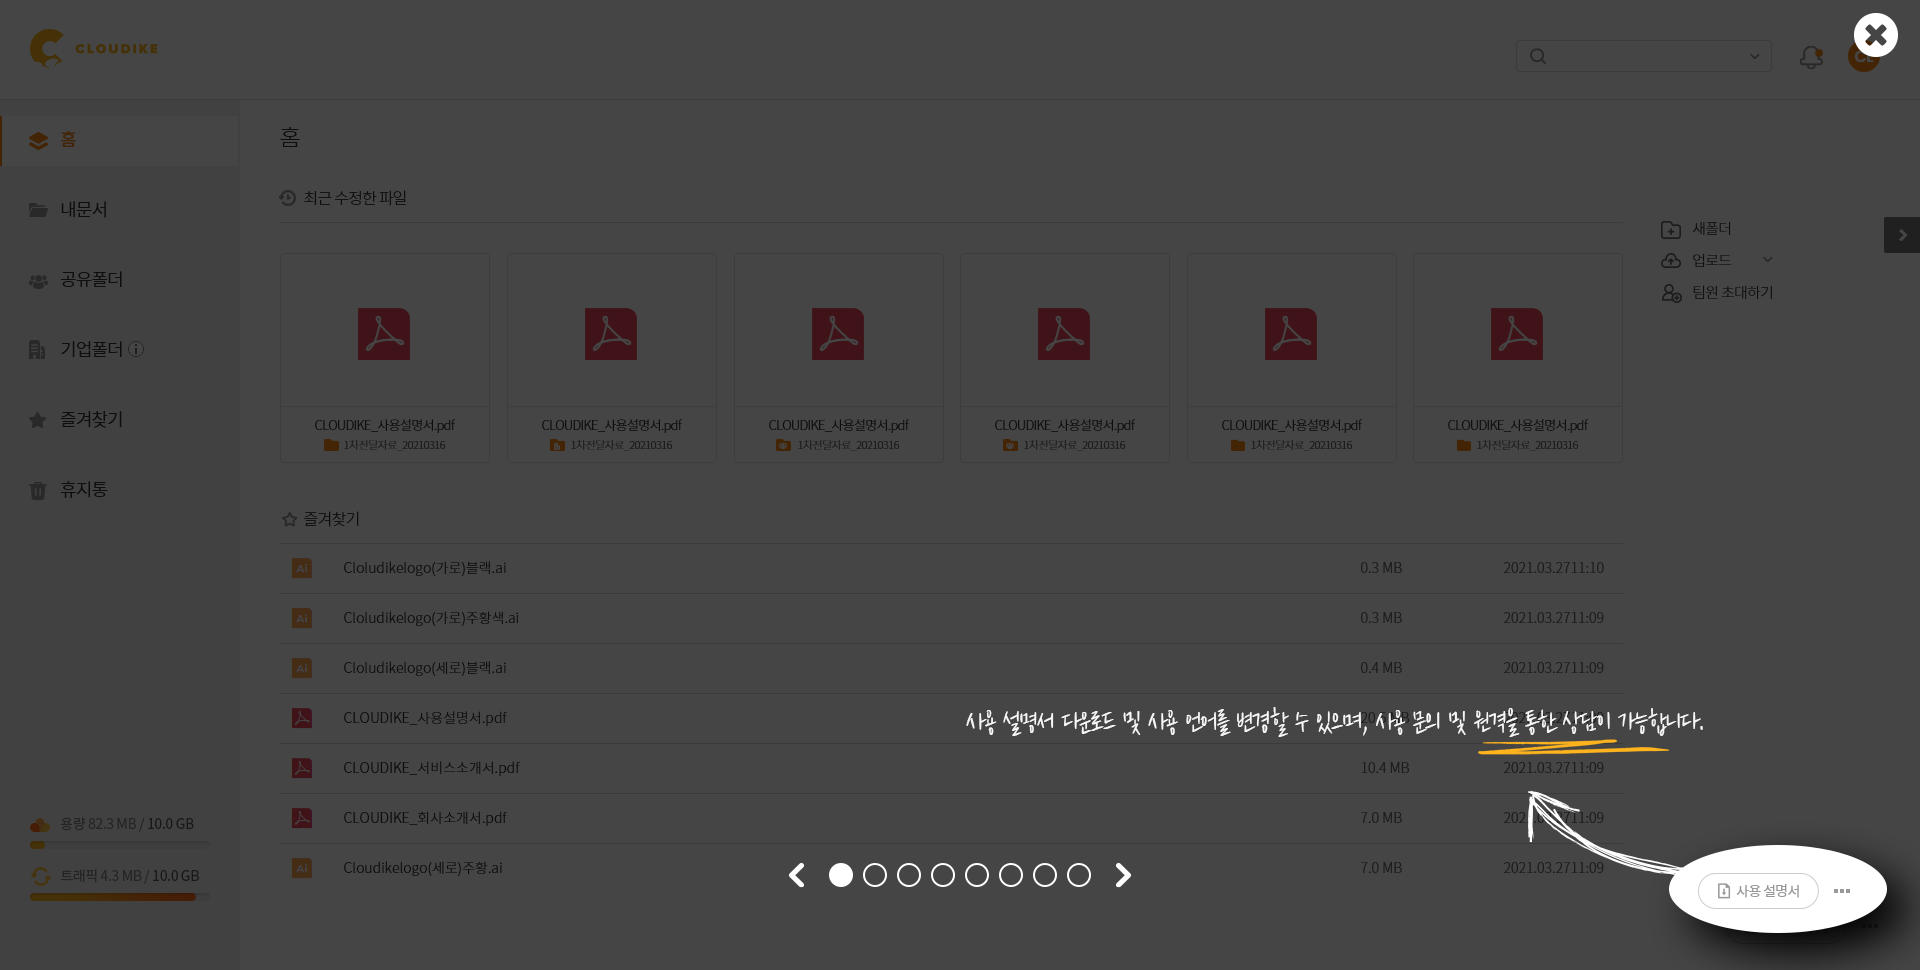 CLOUDIKE
홈
내문서
공유폴더
기업폴더
즐겨찾기
휴지통
용량 82.3 MB / 10.0 GB
트래픽 4.3 MB / 10.0 GB
홈
최근 수정한 파일
CLOUDIKE_사용설명서.pdf
1차전달자료_20210316
CLOUDIKE_사용설명서.pdf
1차전달자료_20210316
CLOUDIKE_사용설명서.pdf
1차전달자료_20210316
CLOUDIKE_사용설명서.pdf
1차전달자료_20210316
CLOUDIKE_사용설명서.pdf
1차전달자료_20210316
CLOUDIKE_사용설명서.pdf
1차전달자료_20210316
새폴더
업로드
팀원 초대하기
즐겨찾기
Cloludikelogo(가로)블랙.ai 0.3 MB 2021.03.2711:10
Cloludikelogo(가로)주황색.ai 0.3 MB 2021.03.2711:09
Cloludikelogo(세로)블랙.ai 0.4 MB 2021.03.2711:09
CLOUDIKE_사용설명서.pdf
사용 설명서 다운로드 및 사용 언어를 변경할 수 있으며, 사용 문의 및 원격을 통한 상담이 가능합니다.
CLOUDIKE_서비스소개서.pdf 10.4 MB 2021.03.2711:09
CLOUDIKE_회사소개서.pdf 7.0 MB 2021.03.2711:09
Cloudikelogo(세로)주황.ai 7.0 MB 2021.03.2711:09
사용 설명서